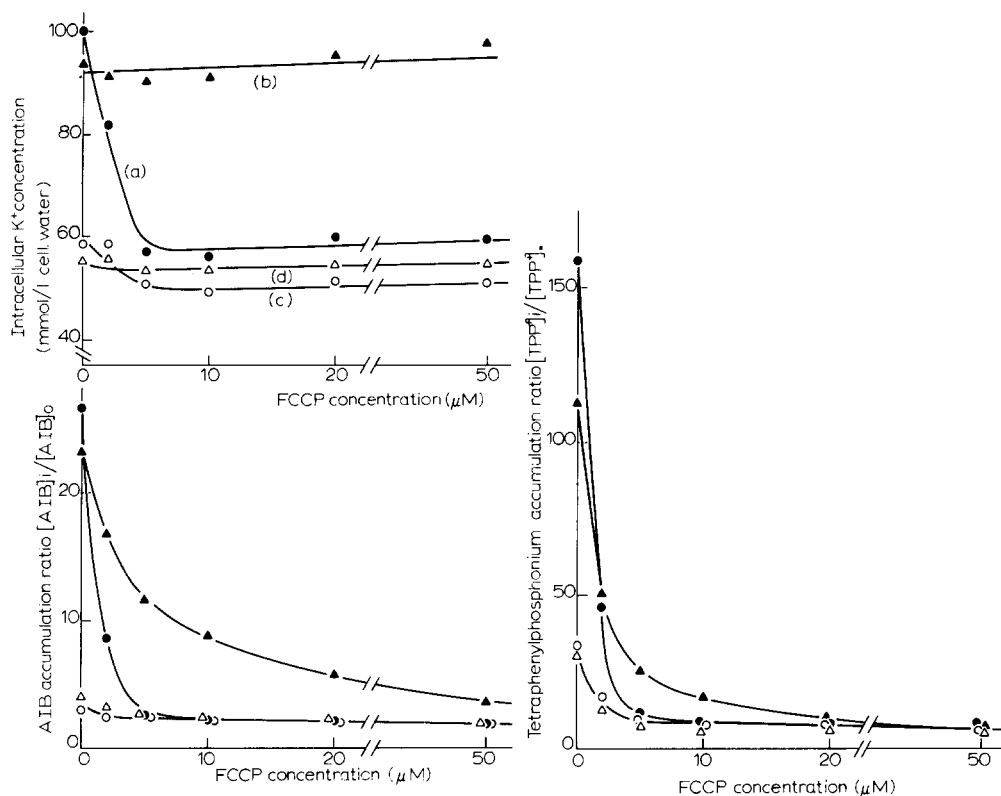 Intracellular K⁺ concentration
(mmol/l cell. water)
100
80
60
40
(b)
(a)
(d)
(c)
0
10
20
50
FCCP concentration (μM)
AIB accumulation ratio [AIB]i/[AIB]o
20
10
0
0
10
20
50
FCCP concentration (μM)
Tetraphenylphosphonium accumulation ratio [TPP⁺]i/[TPP⁺]
150
100
50
0
0
10
20
50
FCCP concentration (μM)